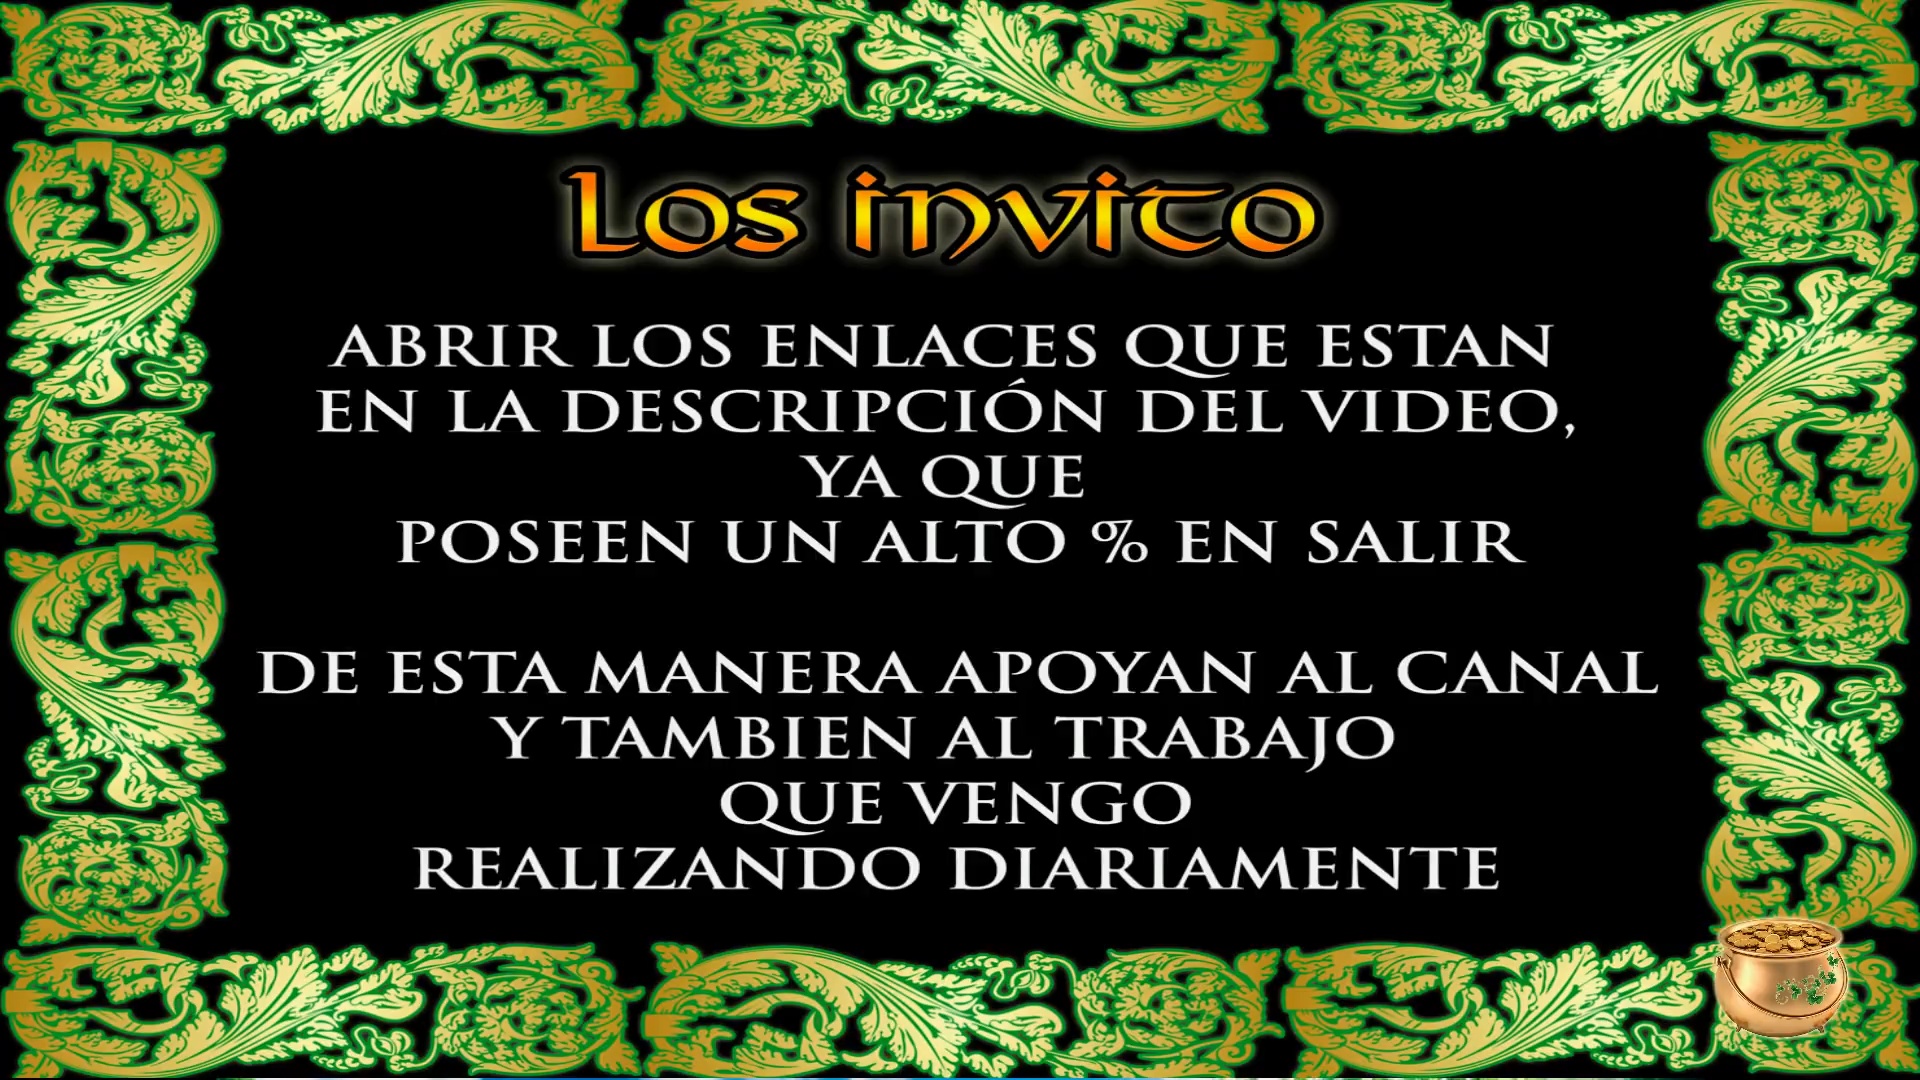 Los invito
ABRIR LOS ENLACES QUE ESTAN
EN LA DESCRIPCIÓN DEL VIDEO,
YA QUE
POSEEN UN ALTO % EN SALIR
DE ESTA MANERA APOYAN AL CANAL
Y TAMBIEN AL TRABAJO
QUE VENGO
REALIZANDO DIARIAMENTE